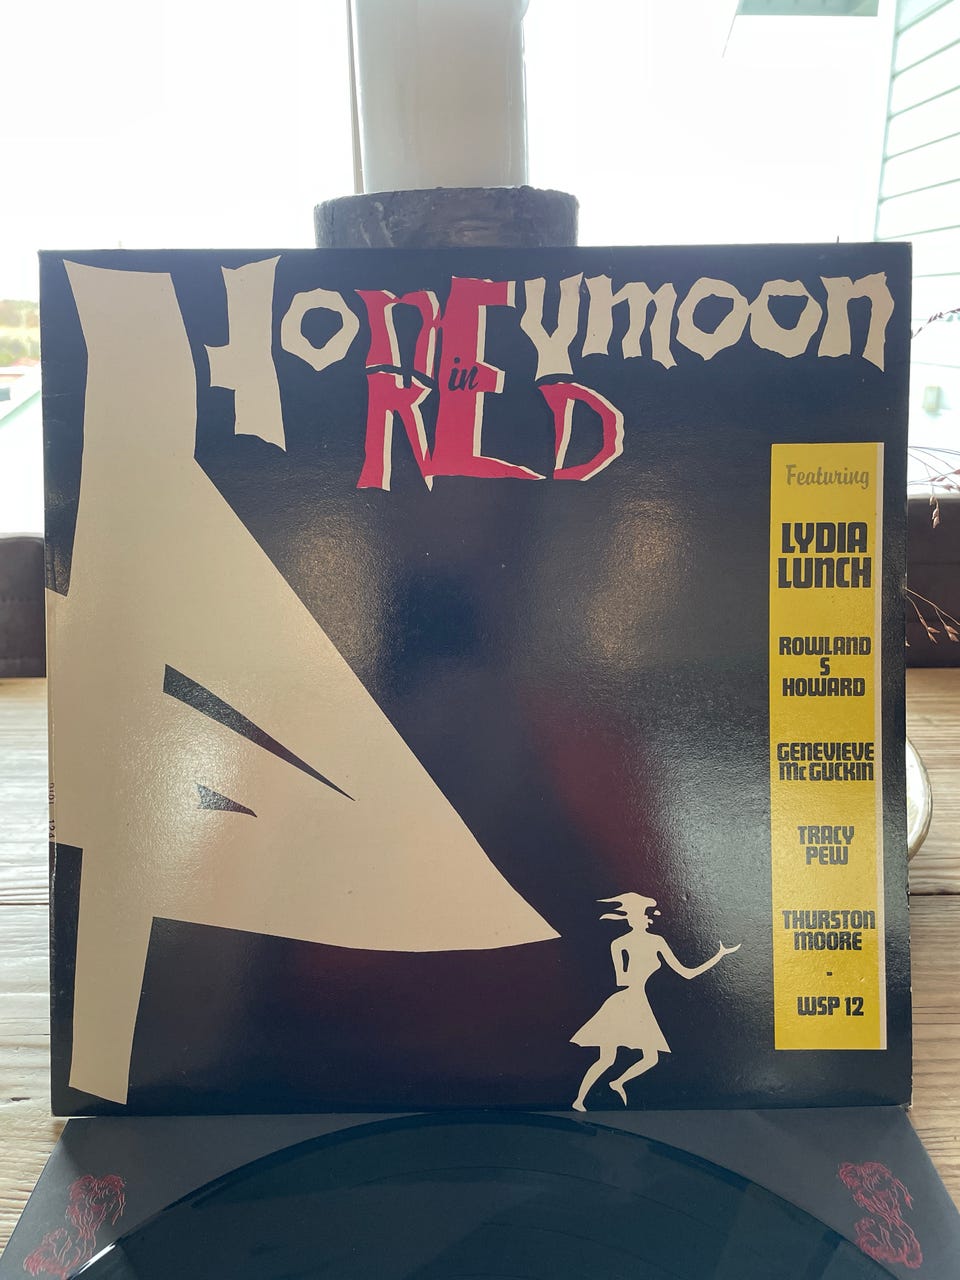 Honeymoon
in
RED
Featuring
LYDIA
LUNCH
ROWLAND
S
HOWARD
GENEVIEVE
McGUCKIN
TRACY
PEW
THURSTON
MOORE
-
WSP 12